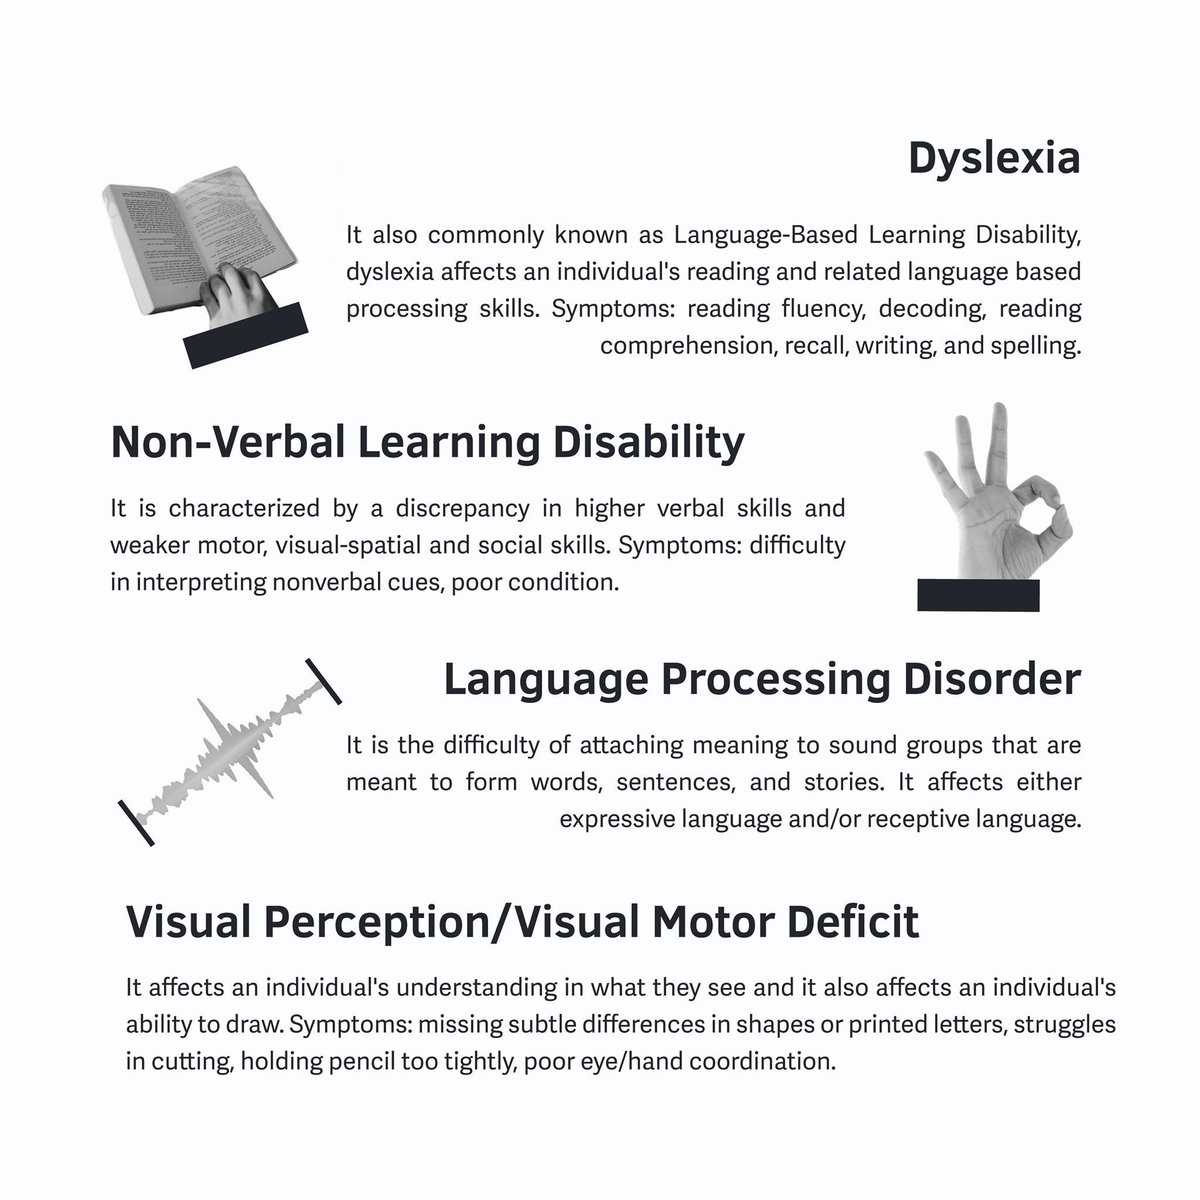 Dyslexia
It also commonly known as Language-Based Learning Disability,
dyslexia affects an individual's reading and related language based
processing skills. Symptoms: reading fluency, decoding, reading
comprehension, recall, writing, and spelling.
Non-Verbal Learning Disability
It is characterized by a discrepancy in higher verbal skills and
weaker motor, visual-spatial and social skills. Symptoms: difficulty
in interpreting nonverbal cues, poor condition.
Language Processing Disorder
It is the difficulty of attaching meaning to sound groups that are
meant to form words, sentences, and stories. It affects either
expressive language and/or receptive language.
Visual Perception/Visual Motor Deficit
It affects an individual's understanding in what they see and it also affects an individual's
ability to draw. Symptoms: missing subtle differences in shapes or printed letters, struggles
in cutting, holding pencil too tightly, poor eye/hand coordination.